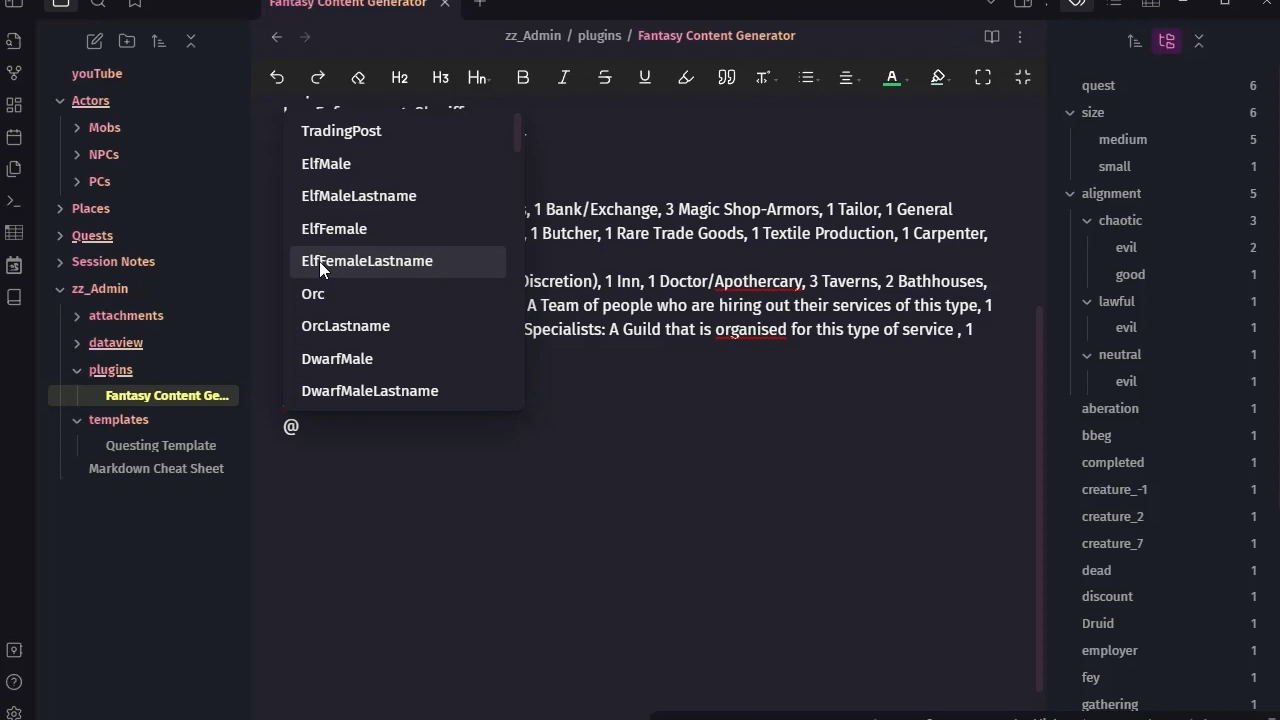 Fantasy Content Generator
zz_Admin / plugins / Fantasy Content Generator
H2 H3 Hn B I S U A
youTube
Actors
Mobs
NPCs
PCs
Places
Quests
Session Notes
zz_Admin
attachments
dataview
plugins
Fantasy Content Ge...
templates
Questing Template
Markdown Cheat Sheet
TradingPost
ElfMale
ElfMaleLastname
ElfFemale
ElfFemaleLastname
Orc
OrcLastname
DwarfMale
DwarfMaleLastname
, 1 Bank/Exchange, 3 Magic Shop-Armors, 1 Tailor, 1 General
, 1 Butcher, 1 Rare Trade Goods, 1 Textile Production, 1 Carpenter,
Discretion), 1 Inn, 1 Doctor/Apothercary, 3 Taverns, 2 Bathhouses,
A Team of people who are hiring out their services of this type, 1
Specialists: A Guild that is organised for this type of service , 1
@
quest 6
size 6
medium 5
small 1
alignment 5
chaotic 3
evil 2
good 1
lawful 1
evil 1
neutral 1
evil 1
aberation 1
bbeg 1
completed 1
creature_-1 1
creature_2 1
creature_7 1
dead 1
discount 1
Druid 1
employer 1
fey 1
gathering 1